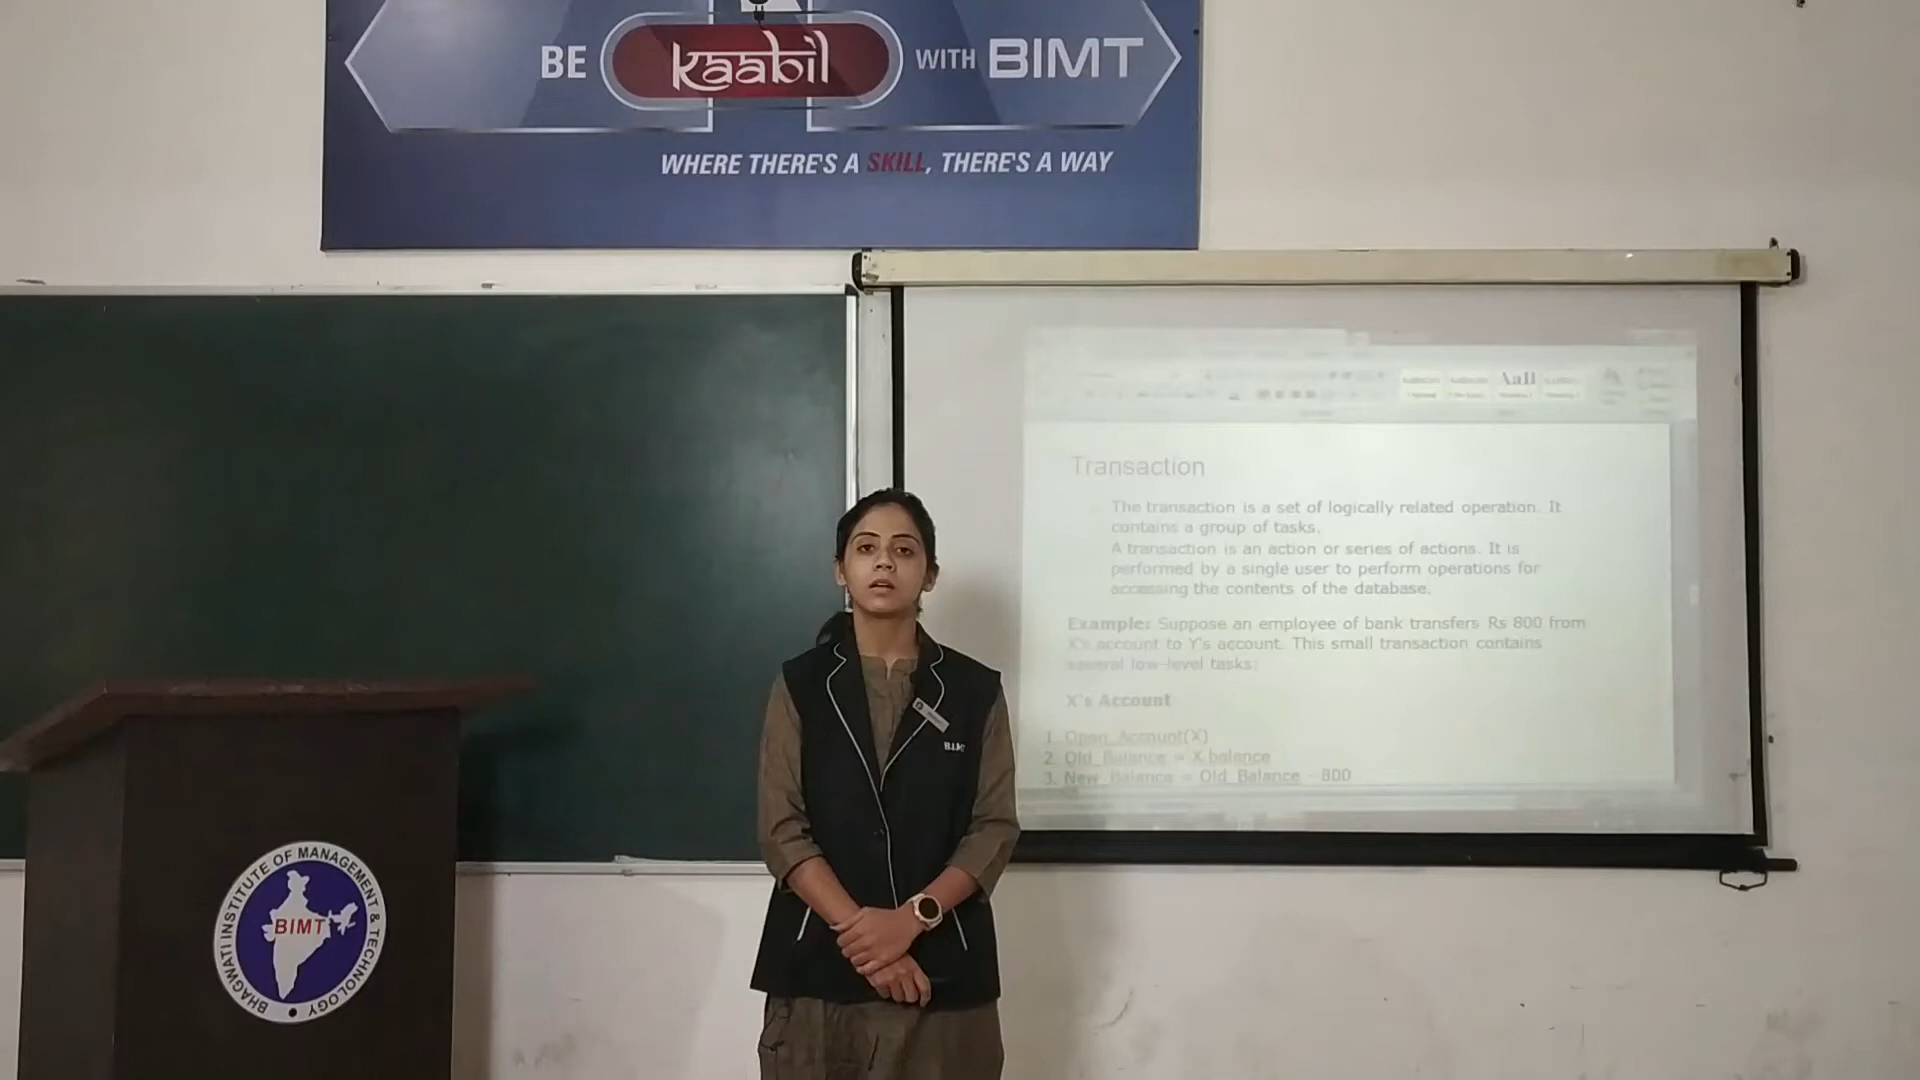 BE kaabil WITH BIMT
WHERE THERE'S A SKILL, THERE'S A WAY
Transaction
The transaction is a set of logically related operation. It
contains a group of tasks.
A transaction is an action or series of actions. It is
performed by a single user to perform operations for
accessing the contents of the database.
Example: Suppose an employee of bank transfers Rs 800 from
X's account to Y's account. This small transaction contains
several low-level tasks:
X's Account
1. Open_Account(X)
2. Old_Balance = X.balance
3. New_Balance = Old_Balance - 800
B.I.M.T
BHAGWATI INSTITUTE OF MANAGEMENT & TECHNOLOGY
BIMT